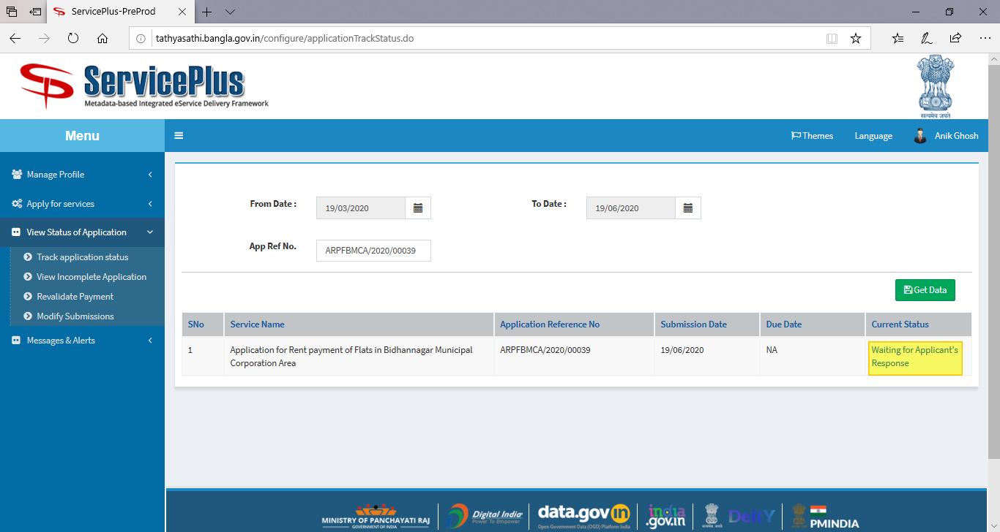 ServicePlus-PreProd
tathyasathi.bangla.gov.in/configure/applicationTrackStatus.do
ServicePlus
Metadata-based Integrated eService Delivery Framework
सत्यमेव जयते
Menu
Themes Language Anik Ghosh
Manage Profile
Apply for services
View Status of Application
Track application status
View Incomplete Application
Revalidate Payment
Modify Submissions
Messages & Alerts
From Date : 19/03/2020 To Date : 19/06/2020
App Ref No. ARPFBMCA/2020/00039
Get Data
SNo Service Name Application Reference No Submission Date Due Date Current Status
1 Application for Rent payment of Flats in Bidhannagar Municipal Corporation Area ARPFBMCA/2020/00039 19/06/2020 NA Waiting for Applicant's Response
MINISTRY OF PANCHAYATI RAJ
GOVERNMENT OF INDIA
Digital India
Power To Empower
data.gov in
Open Government Data (OGD) Platform India
india
.gov.in
DeitY
PMINDIA